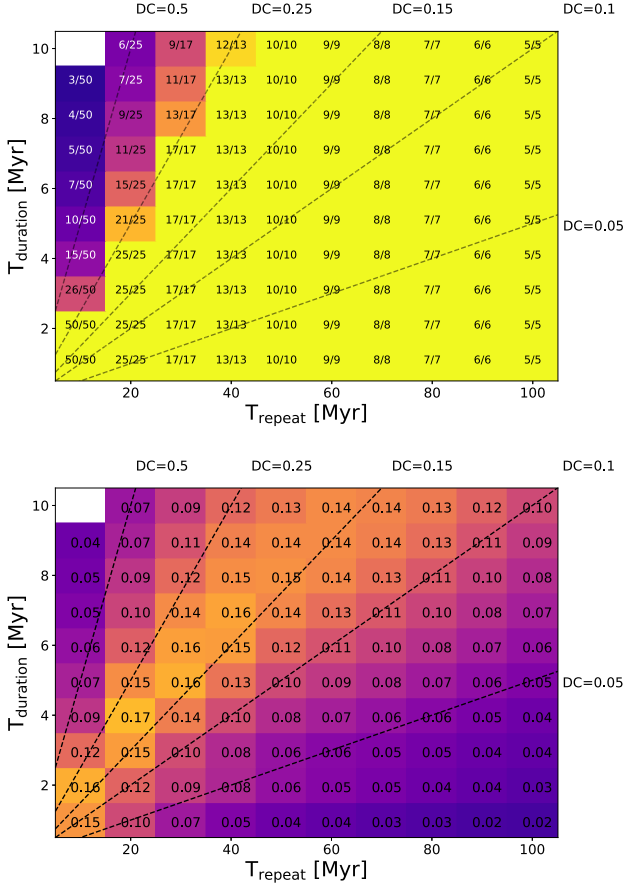 DC=0.5 DC=0.25 DC=0.15 DC=0.1
10 6/25 9/17 12/13 10/10 9/9 8/8 7/7 6/6 5/5
3/50 7/25 11/17 13/13 10/10 9/9 8/8 7/7 6/6 5/5
8 4/50 9/25 13/17 13/13 10/10 9/9 8/8 7/7 6/6 5/5
5/50 11/25 17/17 13/13 10/10 9/9 8/8 7/7 6/6 5/5
6 7/50 15/25 17/17 13/13 10/10 9/9 8/8 7/7 6/6 5/5
10/50 21/25 17/17 13/13 10/10 9/9 8/8 7/7 6/6 5/5
DC=0.05
4 15/50 25/25 17/17 13/13 10/10 9/9 8/8 7/7 6/6 5/5
26/50 25/25 17/17 13/13 10/10 9/9 8/8 7/7 6/6 5/5
2 50/50 25/25 17/17 13/13 10/10 9/9 8/8 7/7 6/6 5/5
50/50 25/25 17/17 13/13 10/10 9/9 8/8 7/7 6/6 5/5
Tduration [Myr]
20 40 60 80 100
Trepeat [Myr]
DC=0.5 DC=0.25 DC=0.15 DC=0.1
10 0.07 0.09 0.12 0.13 0.14 0.14 0.13 0.12 0.10
0.04 0.07 0.11 0.14 0.14 0.14 0.14 0.13 0.11 0.09
8 0.05 0.09 0.12 0.15 0.15 0.14 0.13 0.11 0.10 0.08
0.05 0.10 0.14 0.16 0.14 0.13 0.11 0.10 0.08 0.07
6 0.06 0.12 0.16 0.15 0.12 0.11 0.10 0.08 0.07 0.06
0.07 0.15 0.16 0.13 0.10 0.09 0.08 0.07 0.06 0.05
DC=0.05
4 0.09 0.17 0.14 0.10 0.08 0.07 0.06 0.06 0.05 0.04
0.12 0.15 0.10 0.08 0.06 0.06 0.05 0.05 0.04 0.04
2 0.16 0.12 0.09 0.08 0.06 0.05 0.05 0.04 0.04 0.03
0.15 0.10 0.07 0.05 0.04 0.04 0.03 0.03 0.02 0.02
Tduration [Myr]
20 40 60 80 100
Trepeat [Myr]